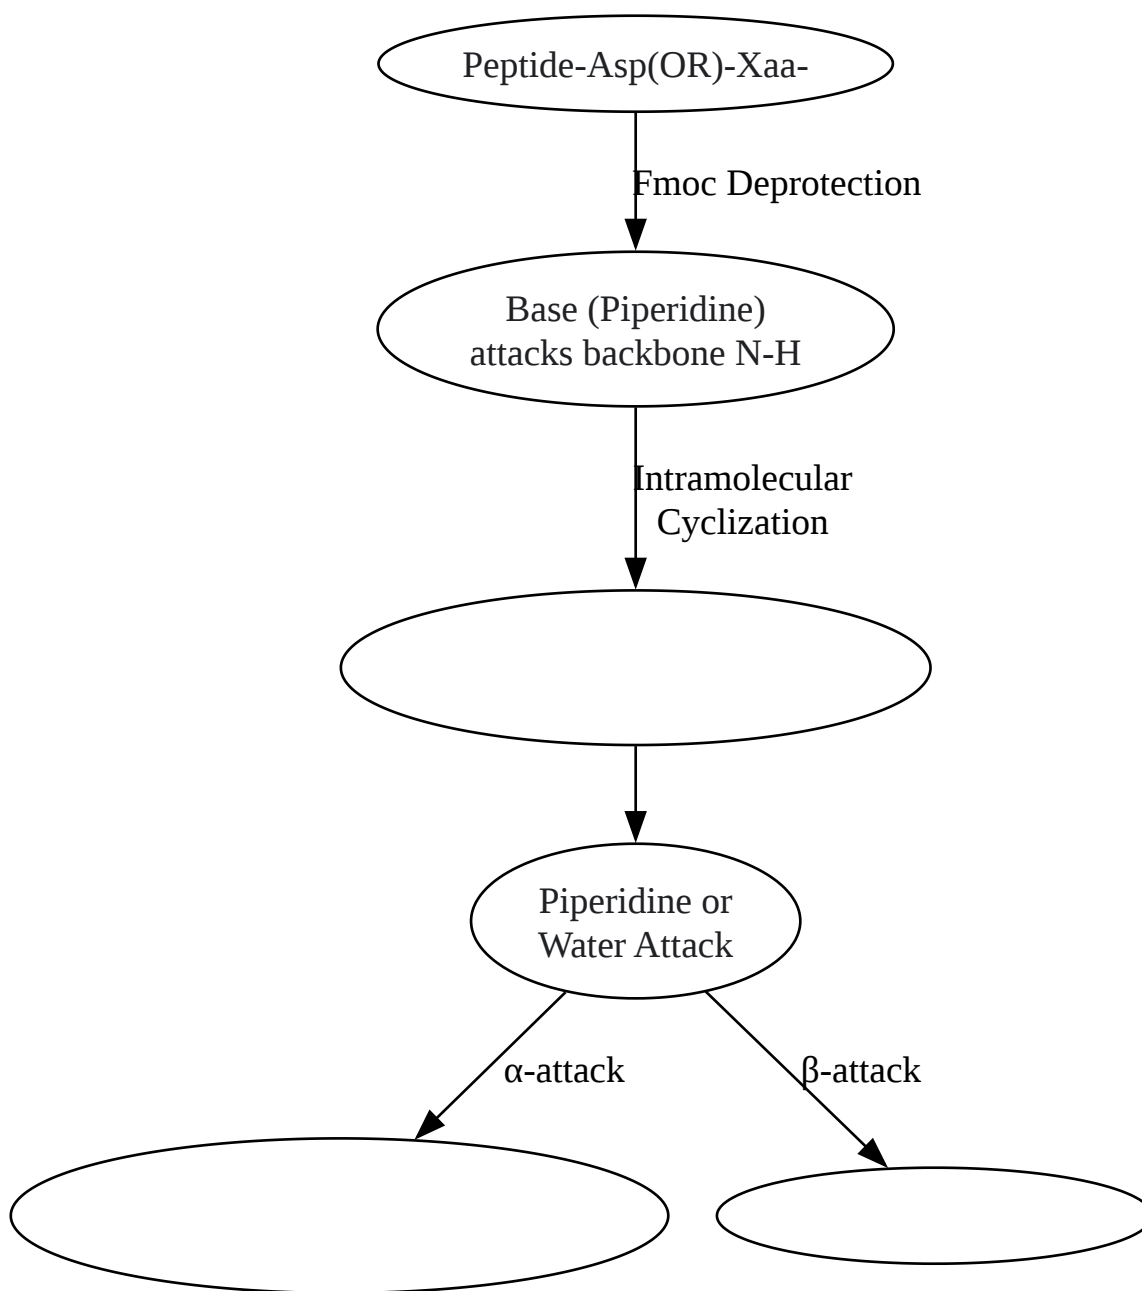 Peptide-Asp(OR)-Xaa-
Fmoc Deprotection
Base (Piperidine)
attacks backbone N-H
Intramolecular
Cyclization
Piperidine or
Water Attack
α-attack
β-attack